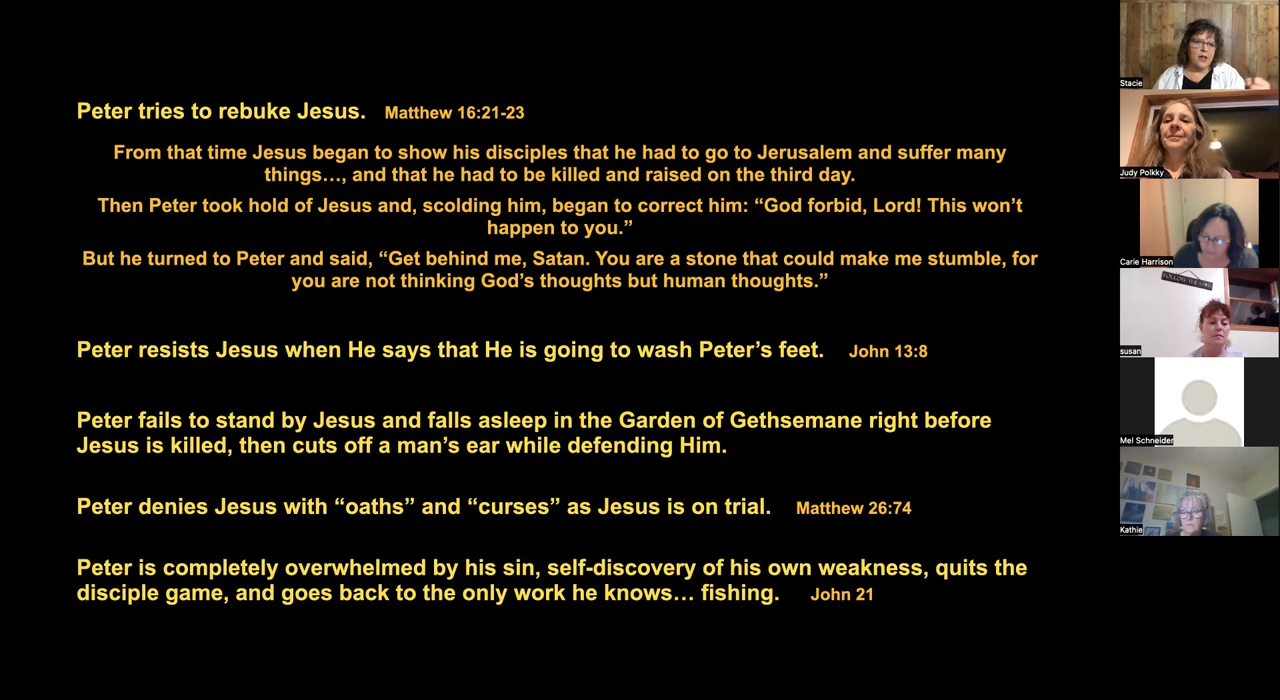 Peter tries to rebuke Jesus. Matthew 16:21-23
From that time Jesus began to show his disciples that he had to go to Jerusalem and suffer many
things…, and that he had to be killed and raised on the third day.
Then Peter took hold of Jesus and, scolding him, began to correct him: “God forbid, Lord! This won’t
happen to you.”
But he turned to Peter and said, “Get behind me, Satan. You are a stone that could make me stumble, for
you are not thinking God’s thoughts but human thoughts.”
Peter resists Jesus when He says that He is going to wash Peter’s feet. John 13:8
Peter fails to stand by Jesus and falls asleep in the Garden of Gethsemane right before
Jesus is killed, then cuts off a man’s ear while defending Him.
Peter denies Jesus with “oaths” and “curses” as Jesus is on trial. Matthew 26:74
Peter is completely overwhelmed by his sin, self-discovery of his own weakness, quits the
disciple game, and goes back to the only work he knows… fishing. John 21
Stacie
Judy Polkky
Carie Harrison
FOLLOW THE
susan
Mel Schneider
Kathie